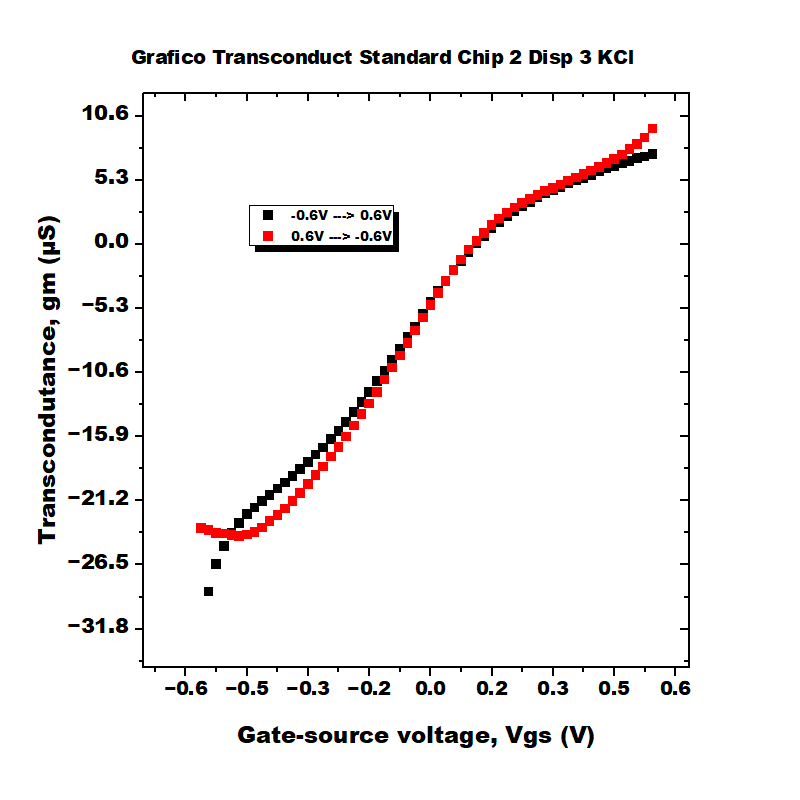 Grafico Transconduct Standard Chip 2 Disp 3 KCl
10.6
5.3
0.0
−5.3
−10.6
−15.9
−21.2
−26.5
−31.8
-0.6V ---> 0.6V
0.6V ---> -0.6V
Transcondutance, gm (µS)
−0.6 −0.5 −0.3 −0.2 0.0 0.2 0.3 0.5 0.6
Gate-source voltage, Vgs (V)